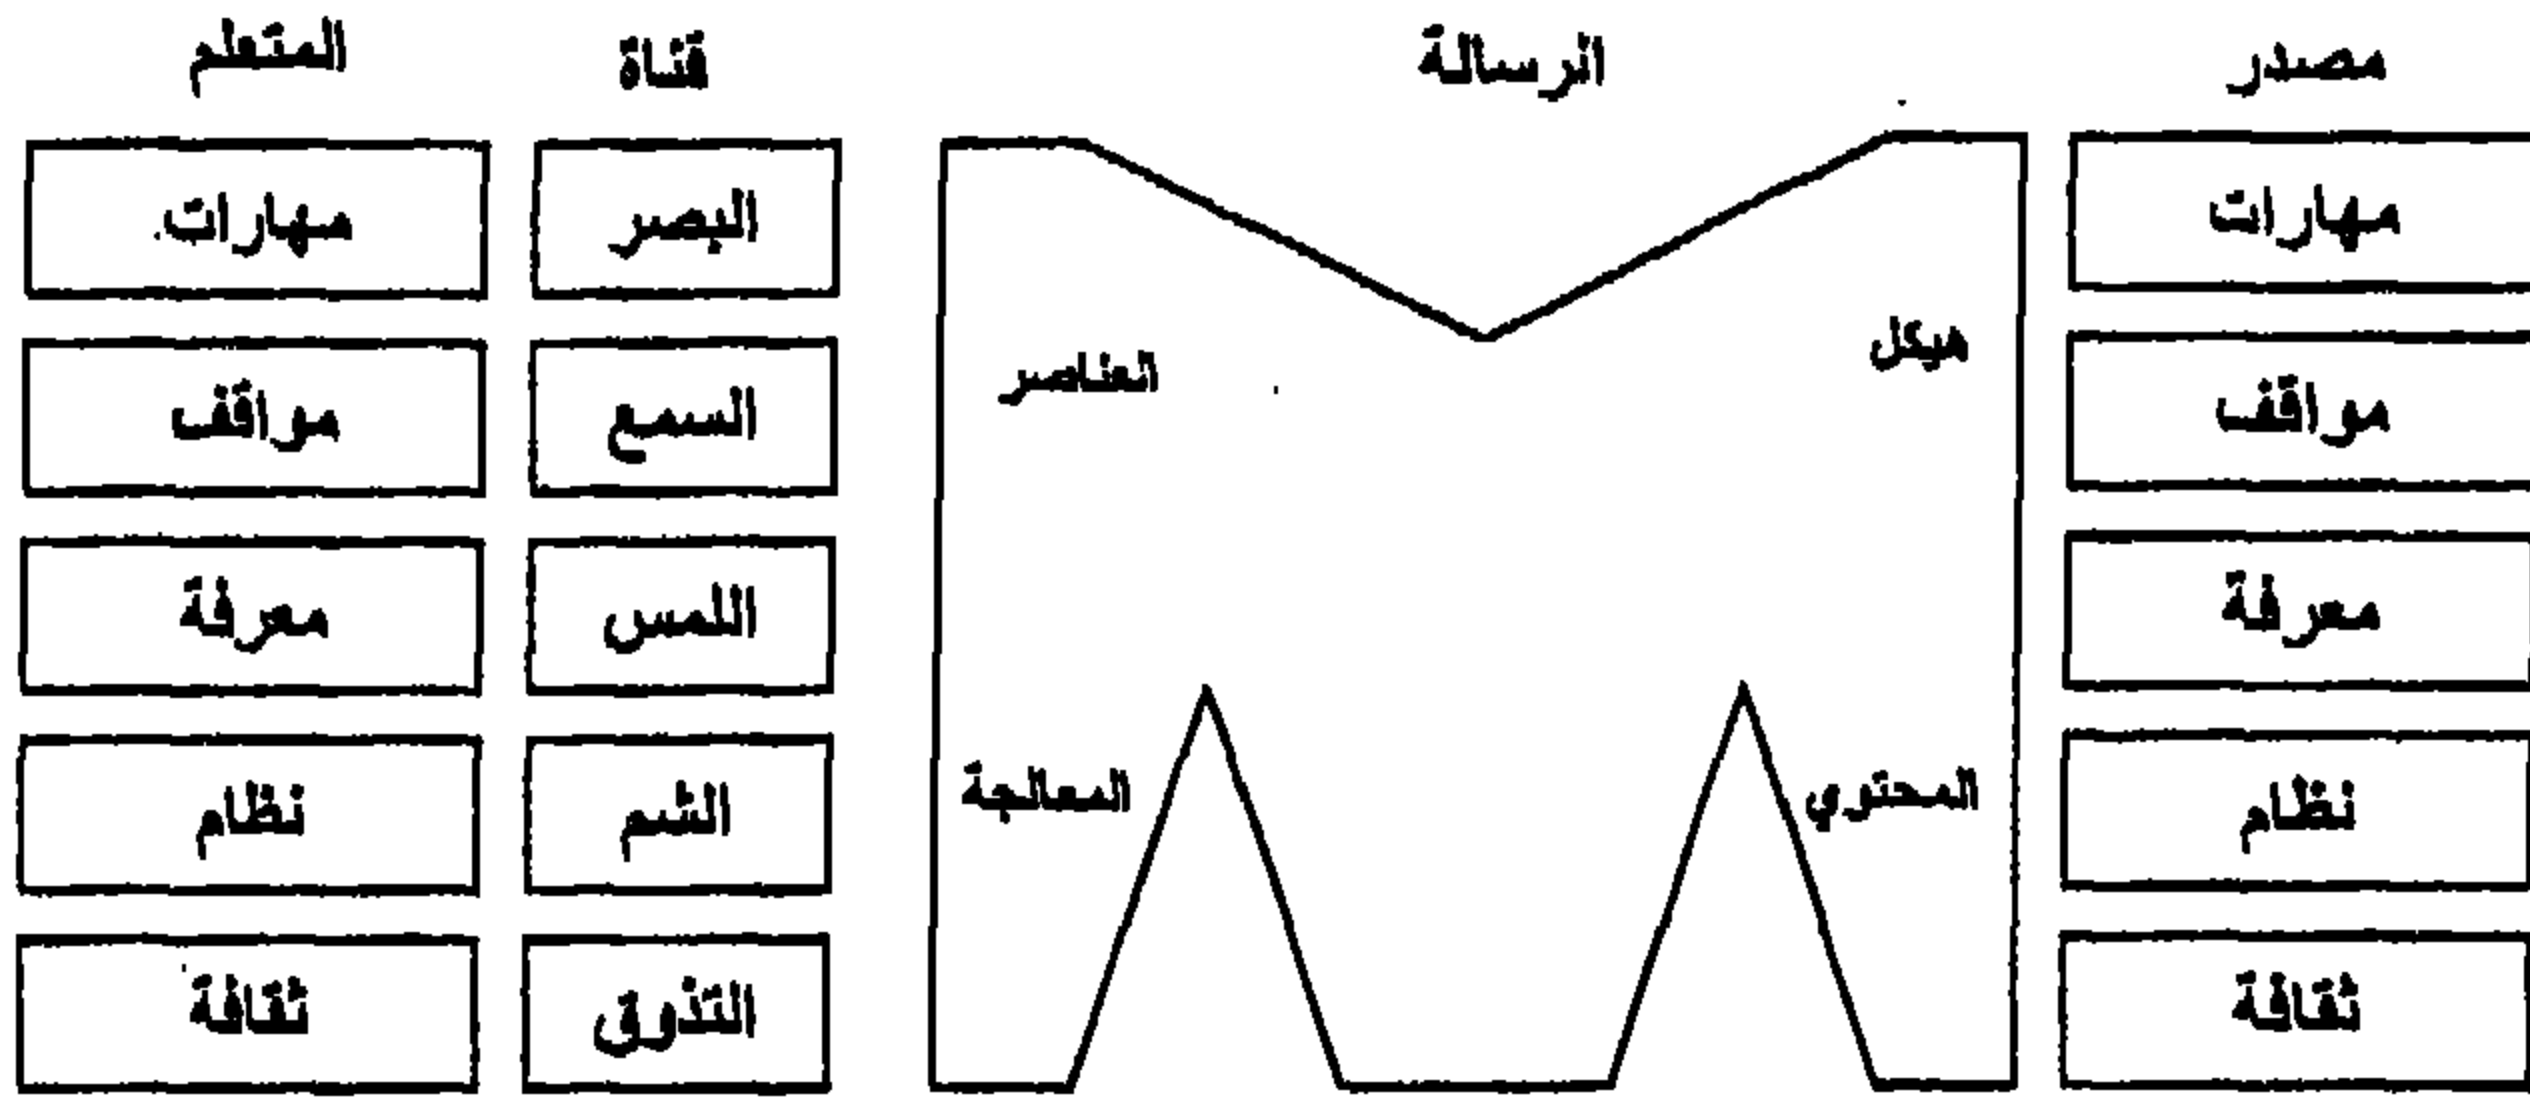 مصدر الرسالة قناة المتعلم
مهارات البصر مهارات
هيكل العناصر
مواقف السمع مواقف
معرفة اللمس معرفة
المحتوي المعالجة
نظام الشم نظام
ثقافة التذوق ثقافة